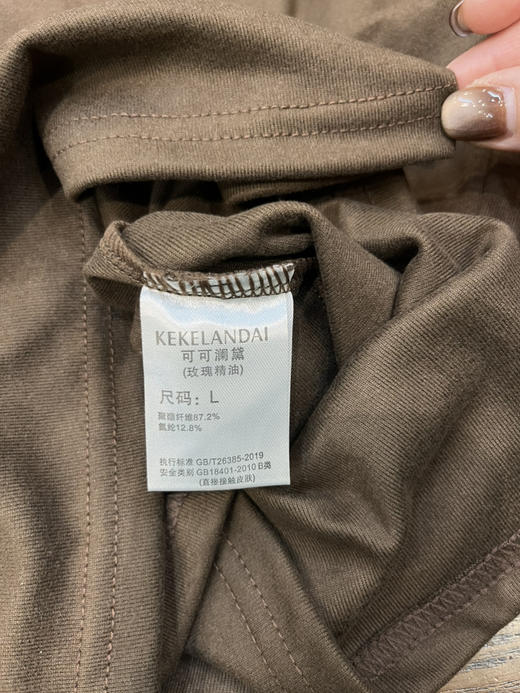 KEKELANDAI
可可澜黛
(玫瑰精油)
尺码：L
聚酯纤维87.2%
氨纶12.8%
执行标准 GB/T26385-2019
安全类别 GB18401-2010 B类
(直接接触皮肤)